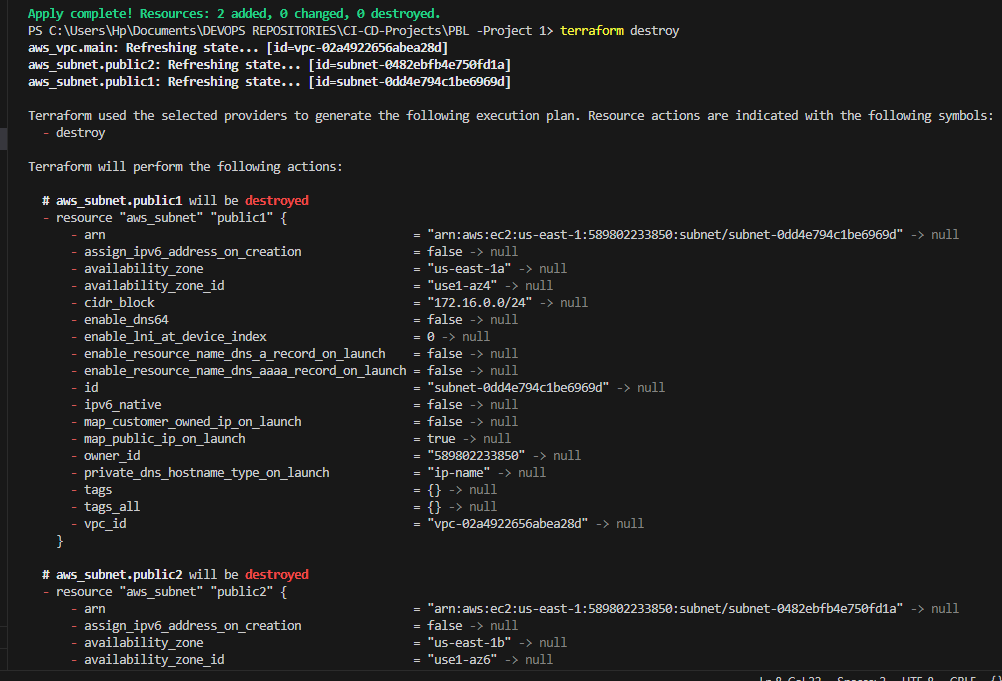 Apply complete! Resources: 2 added, 0 changed, 0 destroyed.
PS C:\Users\Hp\Documents\DEVOPS REPOSITORIES\CI-CD-Projects\PBL -Project 1> terraform destroy
aws_vpc.main: Refreshing state... [id=vpc-02a4922656abea28d]
aws_subnet.public2: Refreshing state... [id=subnet-0482ebfb4e750fd1a]
aws_subnet.public1: Refreshing state... [id=subnet-0dd4e794c1be6969d]
Terraform used the selected providers to generate the following execution plan. Resource actions are indicated with the following symbols:
- destroy
Terraform will perform the following actions:
# aws_subnet.public1 will be destroyed
- resource "aws_subnet" "public1" {
- arn = "arn:aws:ec2:us-east-1:589802233850:subnet/subnet-0dd4e794c1be6969d" -> null
- assign_ipv6_address_on_creation = false -> null
- availability_zone = "us-east-1a" -> null
- availability_zone_id = "use1-az4" -> null
- cidr_block = "172.16.0.0/24" -> null
- enable_dns64 = false -> null
- enable_lni_at_device_index = 0 -> null
- enable_resource_name_dns_a_record_on_launch = false -> null
- enable_resource_name_dns_aaaa_record_on_launch = false -> null
- id = "subnet-0dd4e794c1be6969d" -> null
- ipv6_native = false -> null
- map_customer_owned_ip_on_launch = false -> null
- map_public_ip_on_launch = true -> null
- owner_id = "589802233850" -> null
- private_dns_hostname_type_on_launch = "ip-name" -> null
- tags = {} -> null
- tags_all = {} -> null
- vpc_id = "vpc-02a4922656abea28d" -> null
}
# aws_subnet.public2 will be destroyed
- resource "aws_subnet" "public2" {
- arn = "arn:aws:ec2:us-east-1:589802233850:subnet/subnet-0482ebfb4e750fd1a" -> null
- assign_ipv6_address_on_creation = false -> null
- availability_zone = "us-east-1b" -> null
- availability_zone_id = "use1-az6" -> null